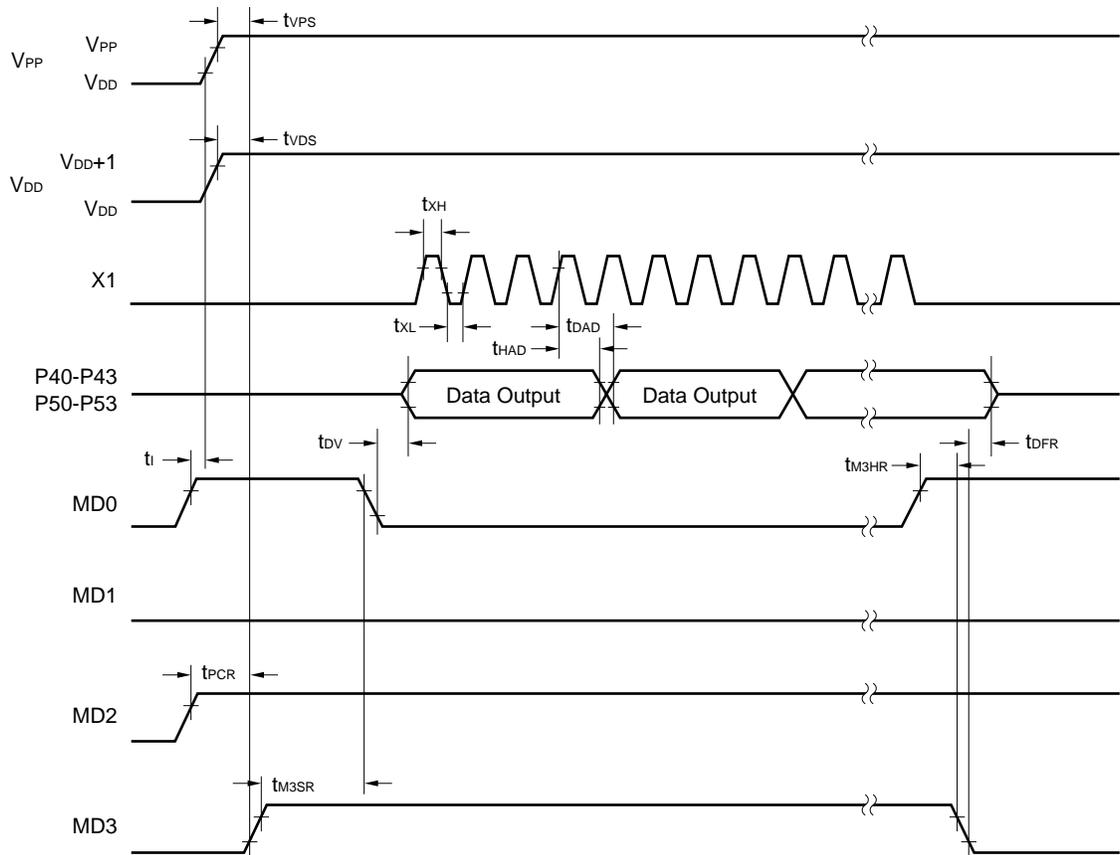 tVPS
VPP
VPP
VDD
tVDS
VDD+1
VDD
VDD
tXH
X1
tXL
tDAD
tHAD
P40-P43
P50-P53
Data Output
Data Output
tDV
tDFR
tI
tM3HR
MD0
MD1
tPCR
MD2
tM3SR
MD3